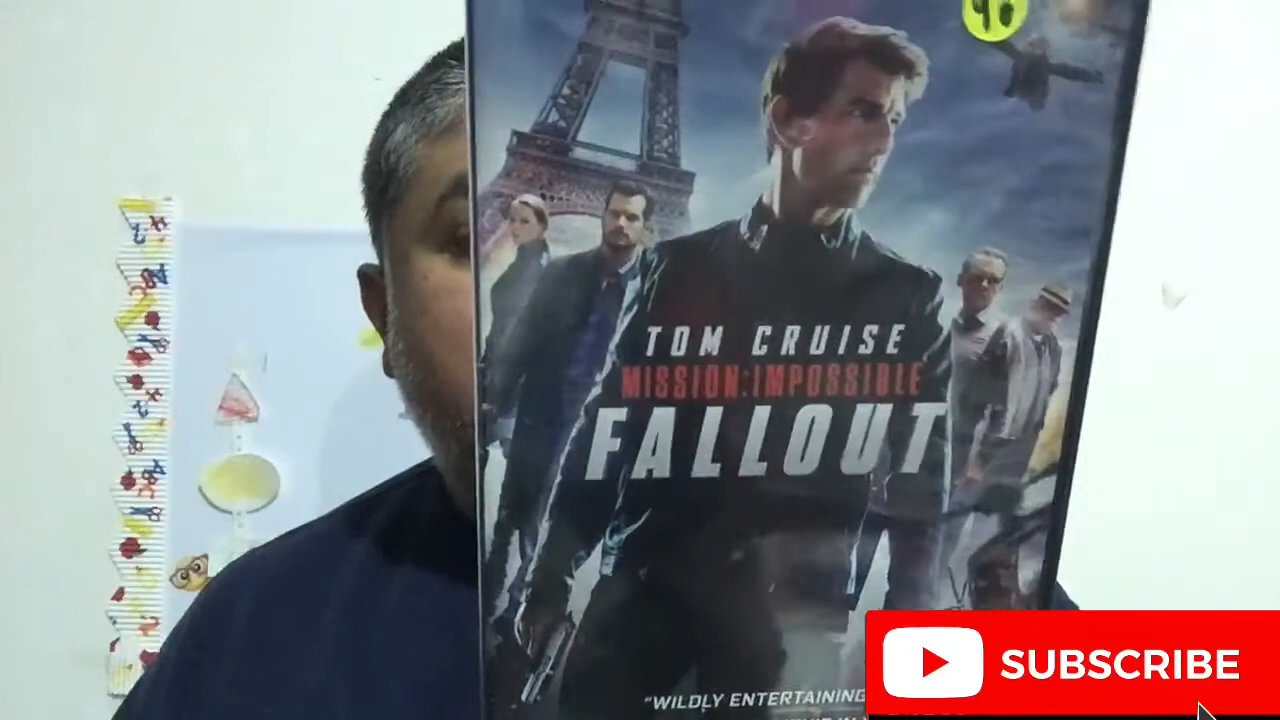 TOM CRUISE
MISSION:IMPOSSIBLE
FALLOUT
"WILDLY ENTERTAINING
SUBSCRIBE